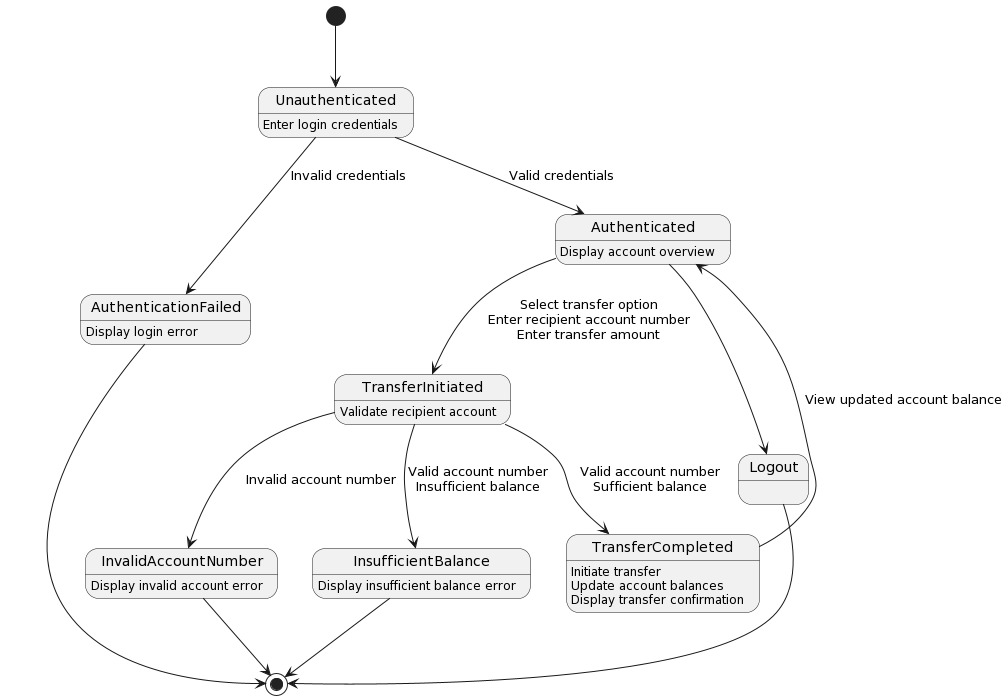 Unauthenticated
Enter login credentials
Invalid credentials
Valid credentials
Authenticated
Display account overview
AuthenticationFailed
Display login error
Select transfer option
Enter recipient account number
Enter transfer amount
TransferInitiated
Validate recipient account
View updated account balance
Logout
Invalid account number
Valid account number
Insufficient balance
Valid account number
Sufficient balance
InvalidAccountNumber
Display invalid account error
InsufficientBalance
Display insufficient balance error
TransferCompleted
Initiate transfer
Update account balances
Display transfer confirmation